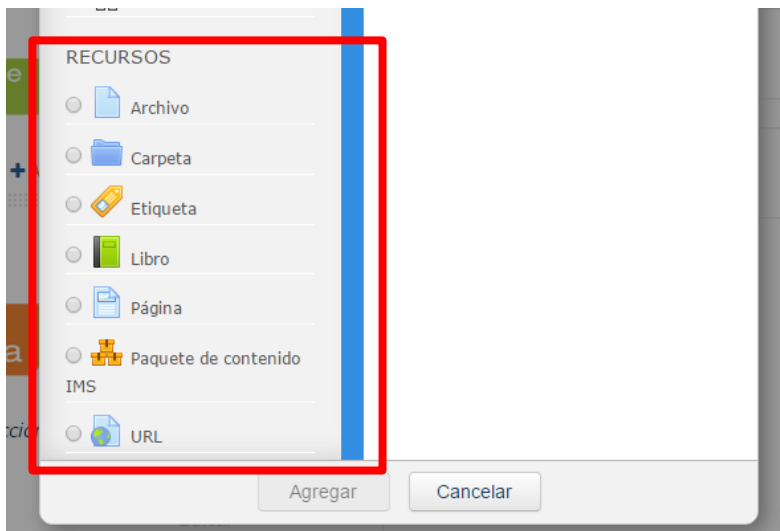 RECURSOS
Archivo
Carpeta
Etiqueta
Libro
Página
Paquete de contenido
IMS
URL
Agregar
Cancelar